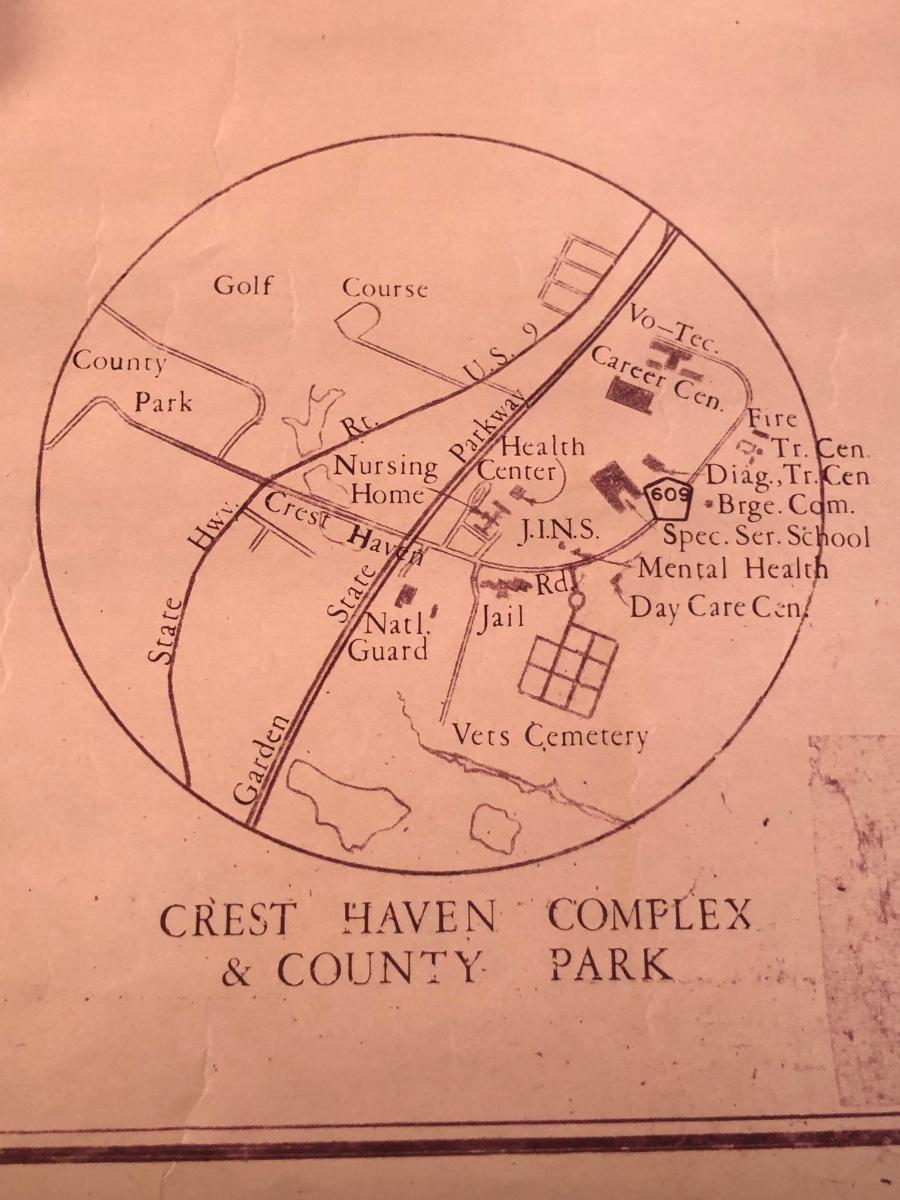 Golf Course
County
Park
State Hwy. Rt. U.S. 9
Garden State Parkway
Crest Haven Rd.
Vo-Tec.
Career Cen.
Fire
Tr. Cen.
Health
Center
Nursing
Home
Diag.,Tr.Cen
609
Brge. Com.
J.I.N.S.
Spec. Ser. School
Mental Health
Day Care Cen.
Jail
Natl.
Guard
Vets Cemetery
CREST HAVEN COMPLEX
& COUNTY PARK